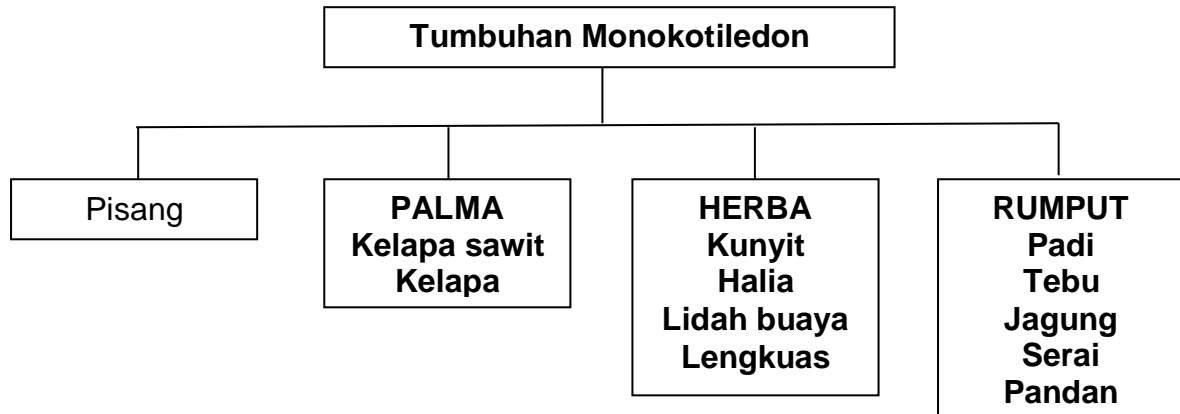 Tumbuhan Monokotiledon
Pisang
PALMA
Kelapa sawit
Kelapa
HERBA
Kunyit
Halia
Lidah buaya
Lengkuas
RUMPUT
Padi
Tebu
Jagung
Serai
Pandan